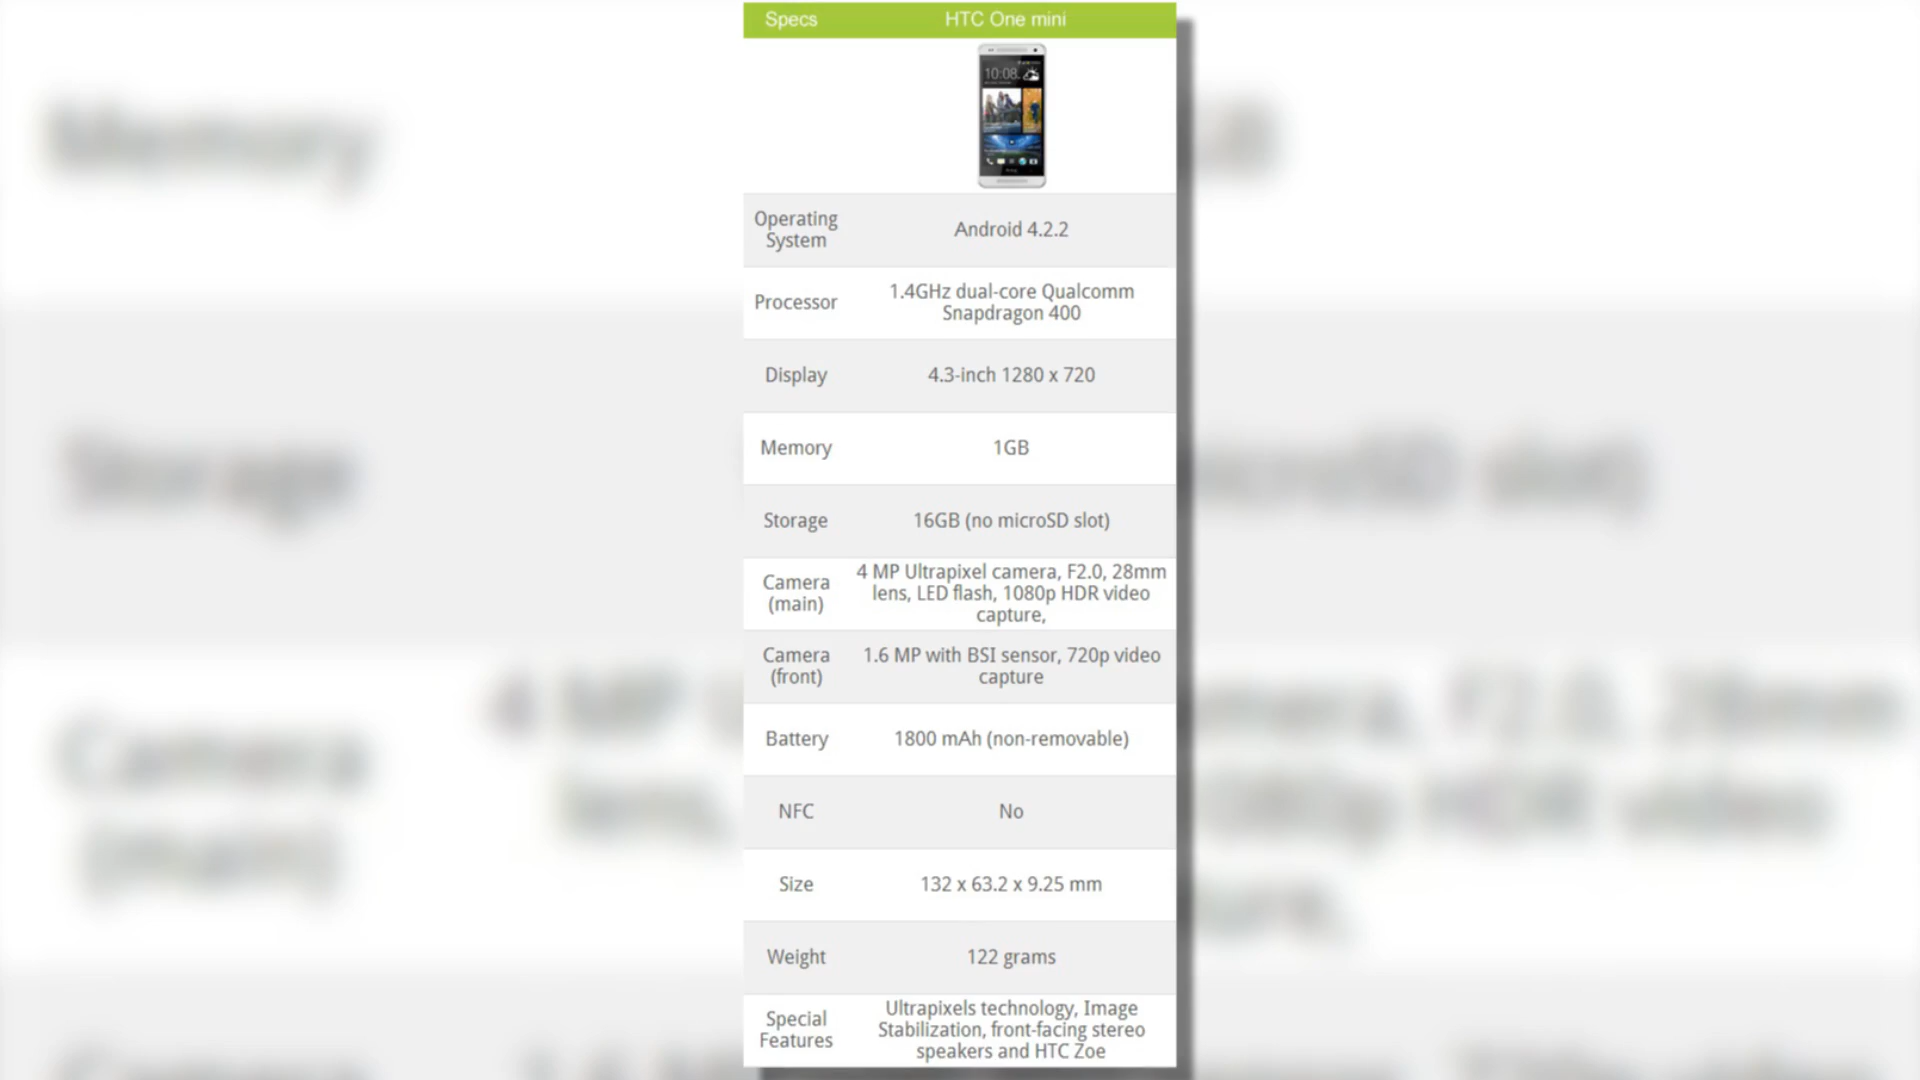 Specs HTC One mini
10:08
Operating System Android 4.2.2
Processor 1.4GHz dual-core Qualcomm
Snapdragon 400
Display 4.3-inch 1280 x 720
Memory 1GB
Storage 16GB (no microSD slot)
Camera (main) 4 MP Ultrapixel camera, F2.0, 28mm
lens, LED flash, 1080p HDR video
capture,
Camera (front) 1.6 MP with BSI sensor, 720p video
capture
Battery 1800 mAh (non-removable)
NFC No
Size 132 x 63.2 x 9.25 mm
Weight 122 grams
Special Features Ultrapixels technology, Image
Stabilization, front-facing stereo
speakers and HTC Zoe